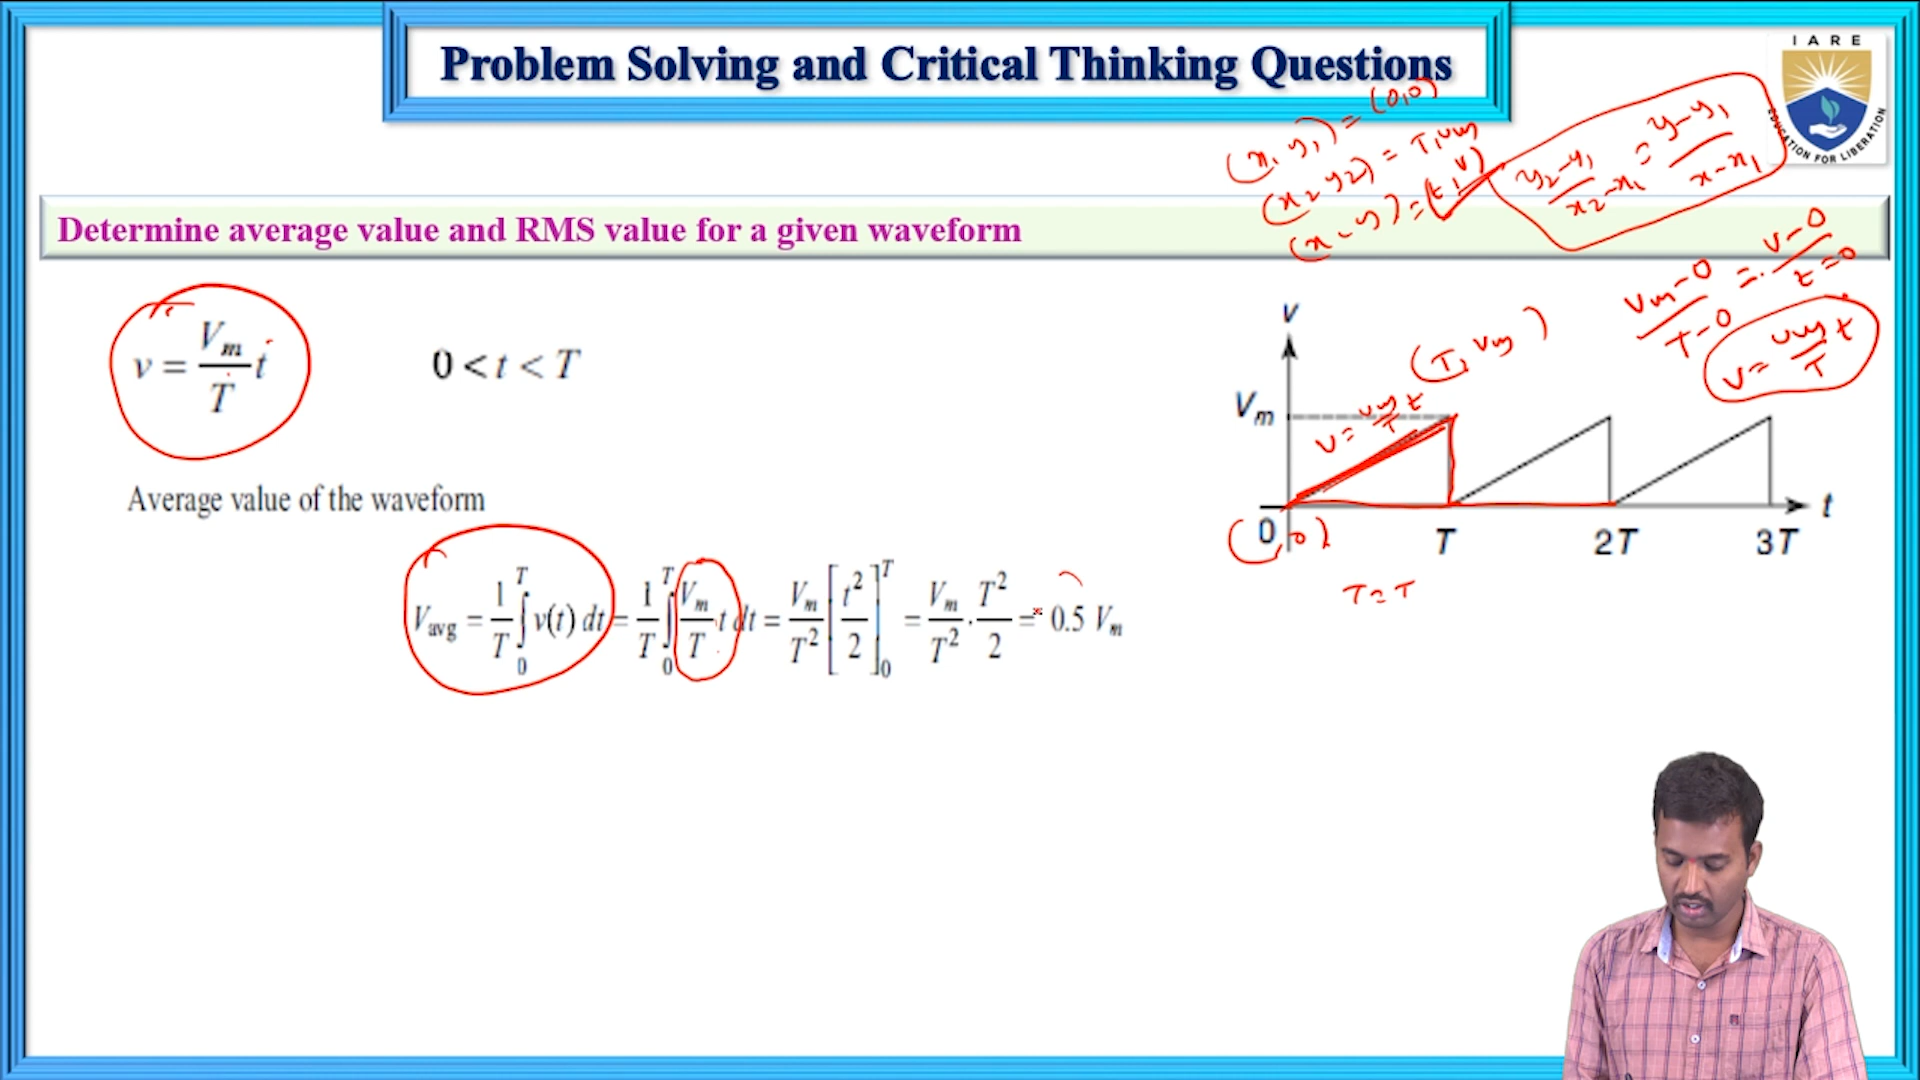 Problem Solving and Critical Thinking Questions
IARE
EDUCATION FOR LIBERATION
(x1 y1) = (0,0)
(x2 y2) = T, Vm
(x - y) = (t, v)
y2-y1/x2-x1 = y-y1/x-x1
Determine average value and RMS value for a given waveform
Vm-0/T-0 = v-0/t=0
v = Vm/T t
v = Vm/T t
0 < t < T
v
(T, Vm)
Vm
v = Vm/T t
(0, 0)
T
2T
3T
t
T = T
Average value of the waveform
Vavg = 1/T ∫0T v(t) dt = 1/T ∫0T Vm/T t dt = Vm/T² [t²/2]0T = Vm/T² · T²/2 = 0.5 Vm